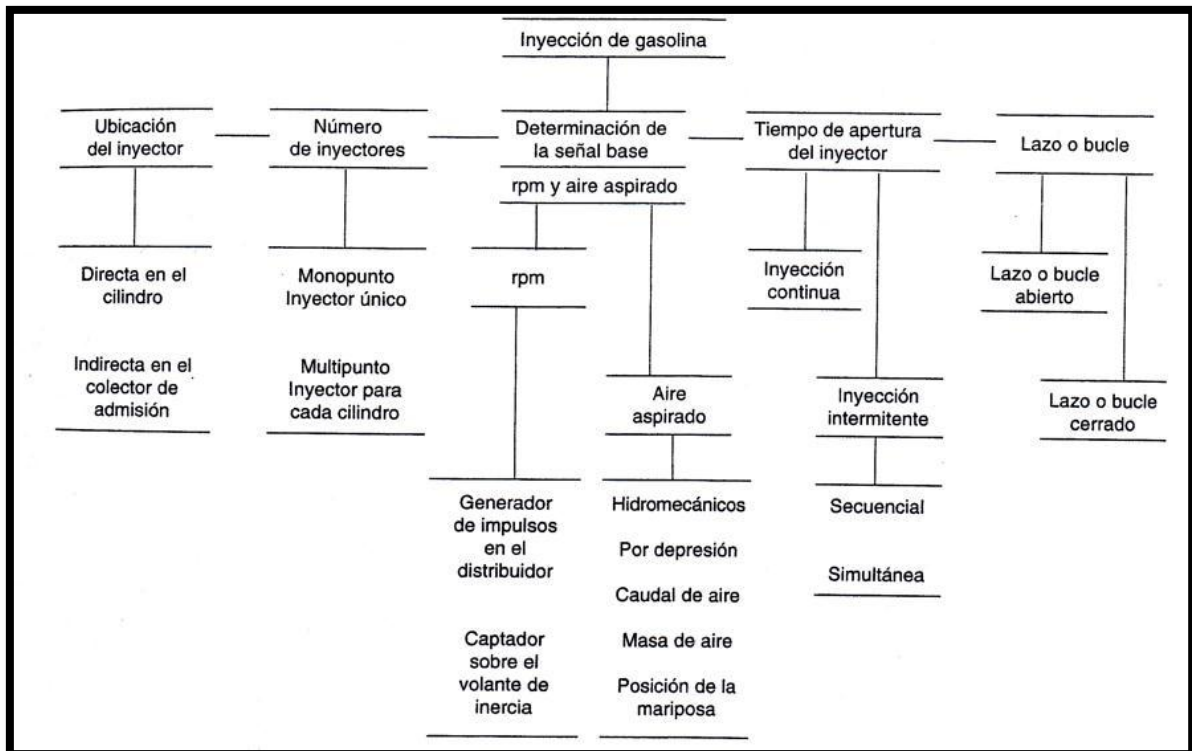 Inyección de gasolina
Ubicación
del inyector
Número
de inyectores
Determinación de
la señal base
Tiempo de apertura
del inyector
Lazo o bucle
rpm y aire aspirado
Directa en el
cilindro
Indirecta en el
colector de
admisión
Monopunto
Inyector único
Multipunto
Inyector para
cada cilindro
rpm
Generador
de impulsos
en el
distribuidor
Captador
sobre el
volante de
inercia
Aire
aspirado
Hidromecánicos
Por depresión
Caudal de aire
Masa de aire
Posición de la
mariposa
Inyección
continua
Inyección
intermitente
Secuencial
Simultánea
Lazo o bucle
abierto
Lazo o bucle
cerrado